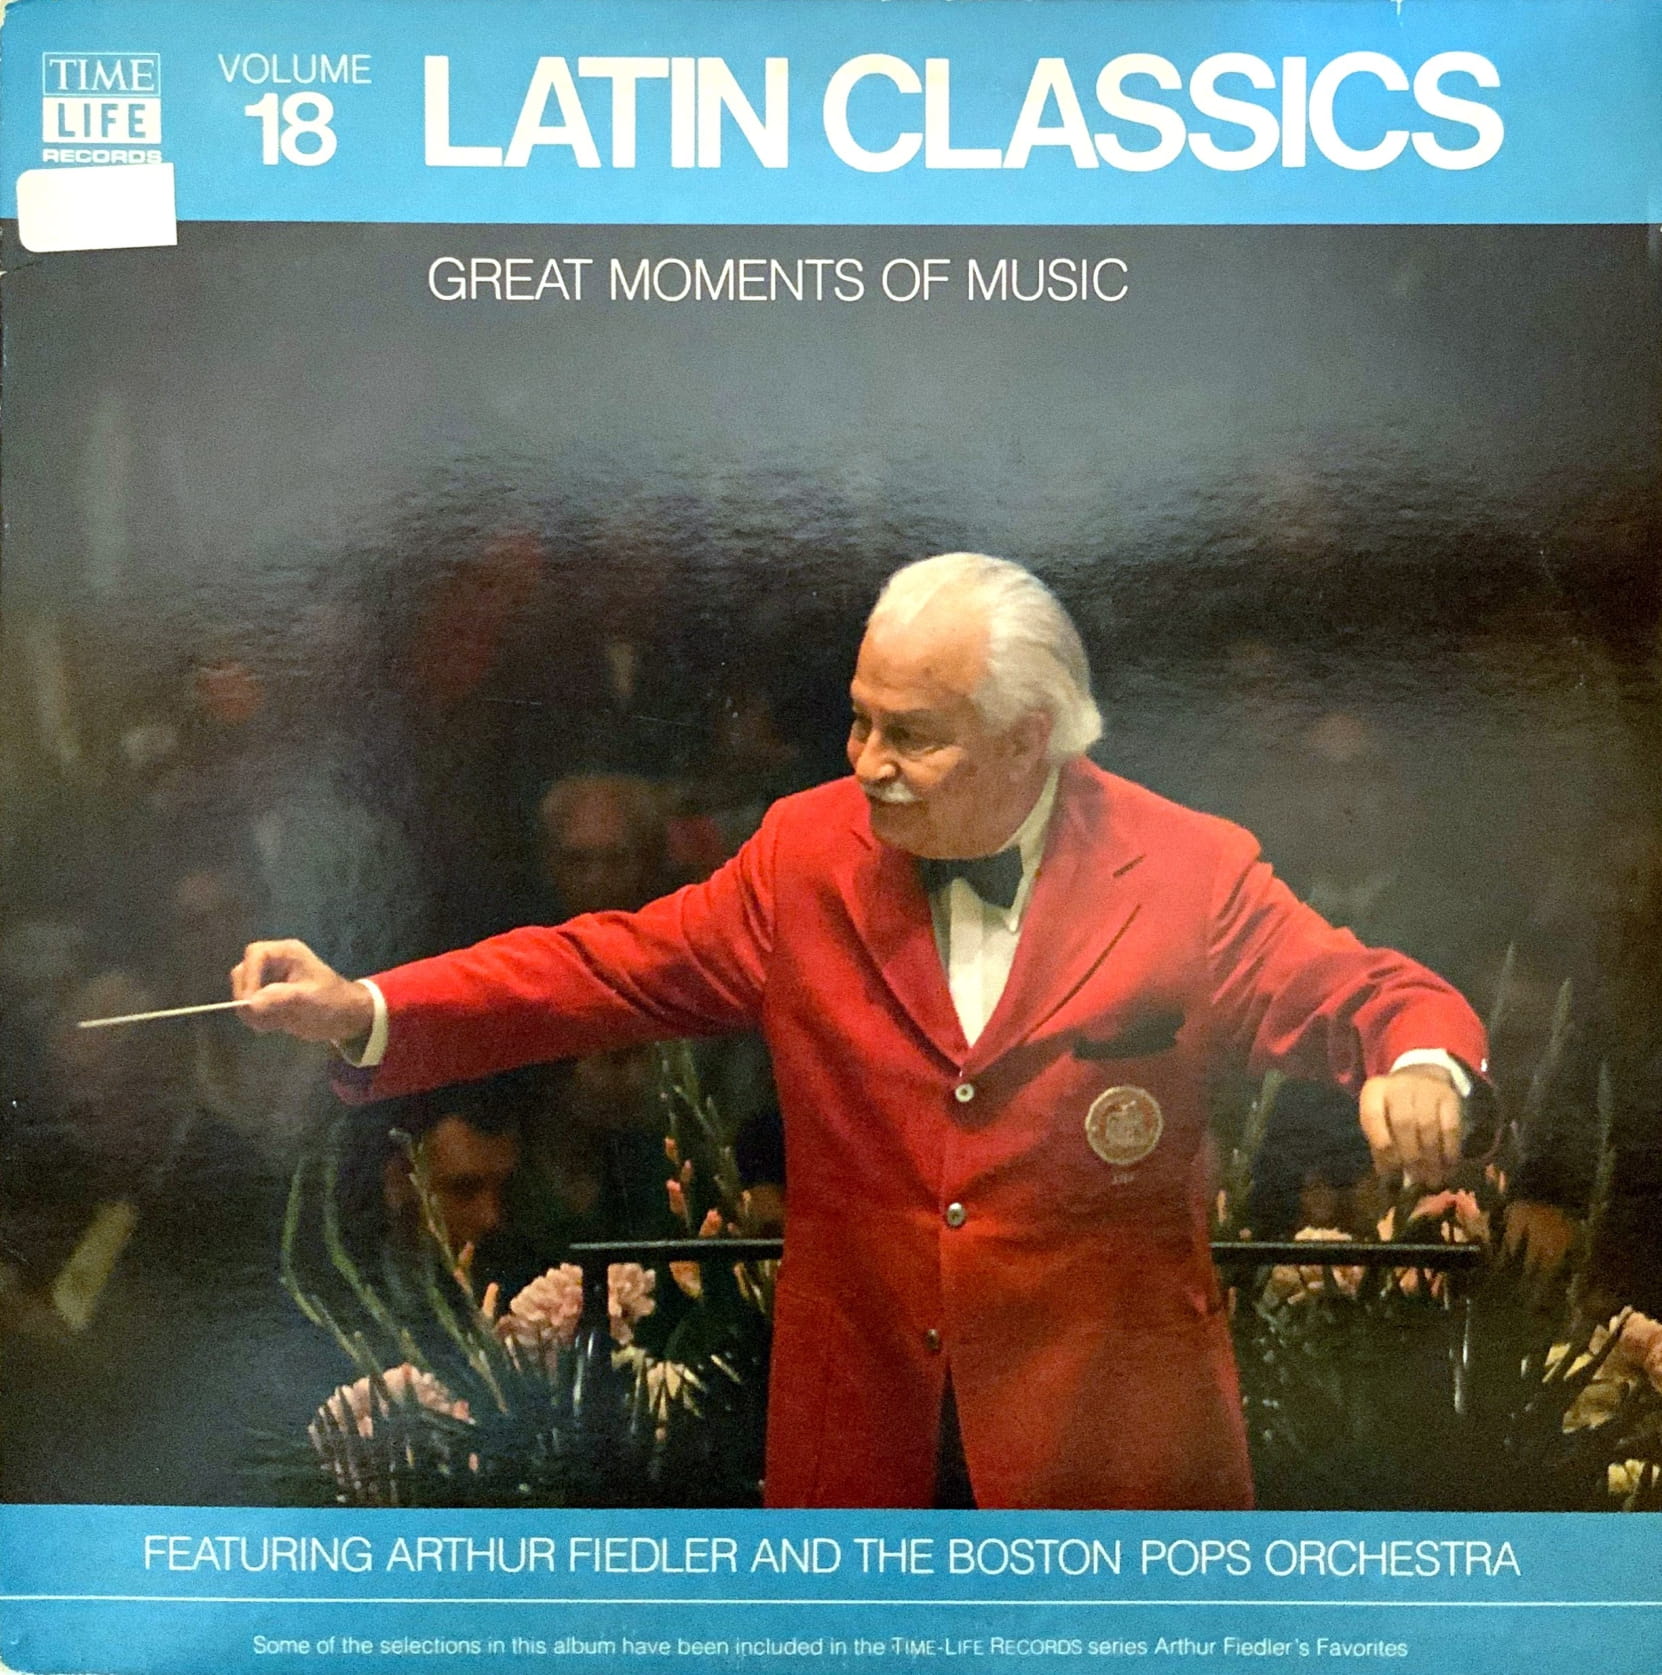 TIME
LIFE
RECORDS
VOLUME
18
LATIN CLASSICS
GREAT MOMENTS OF MUSIC
FEATURING ARTHUR FIEDLER AND THE BOSTON POPS ORCHESTRA
Some of the selections in this album have been included in the TIME-LIFE RECORDS series Arthur Fiedler's Favorites